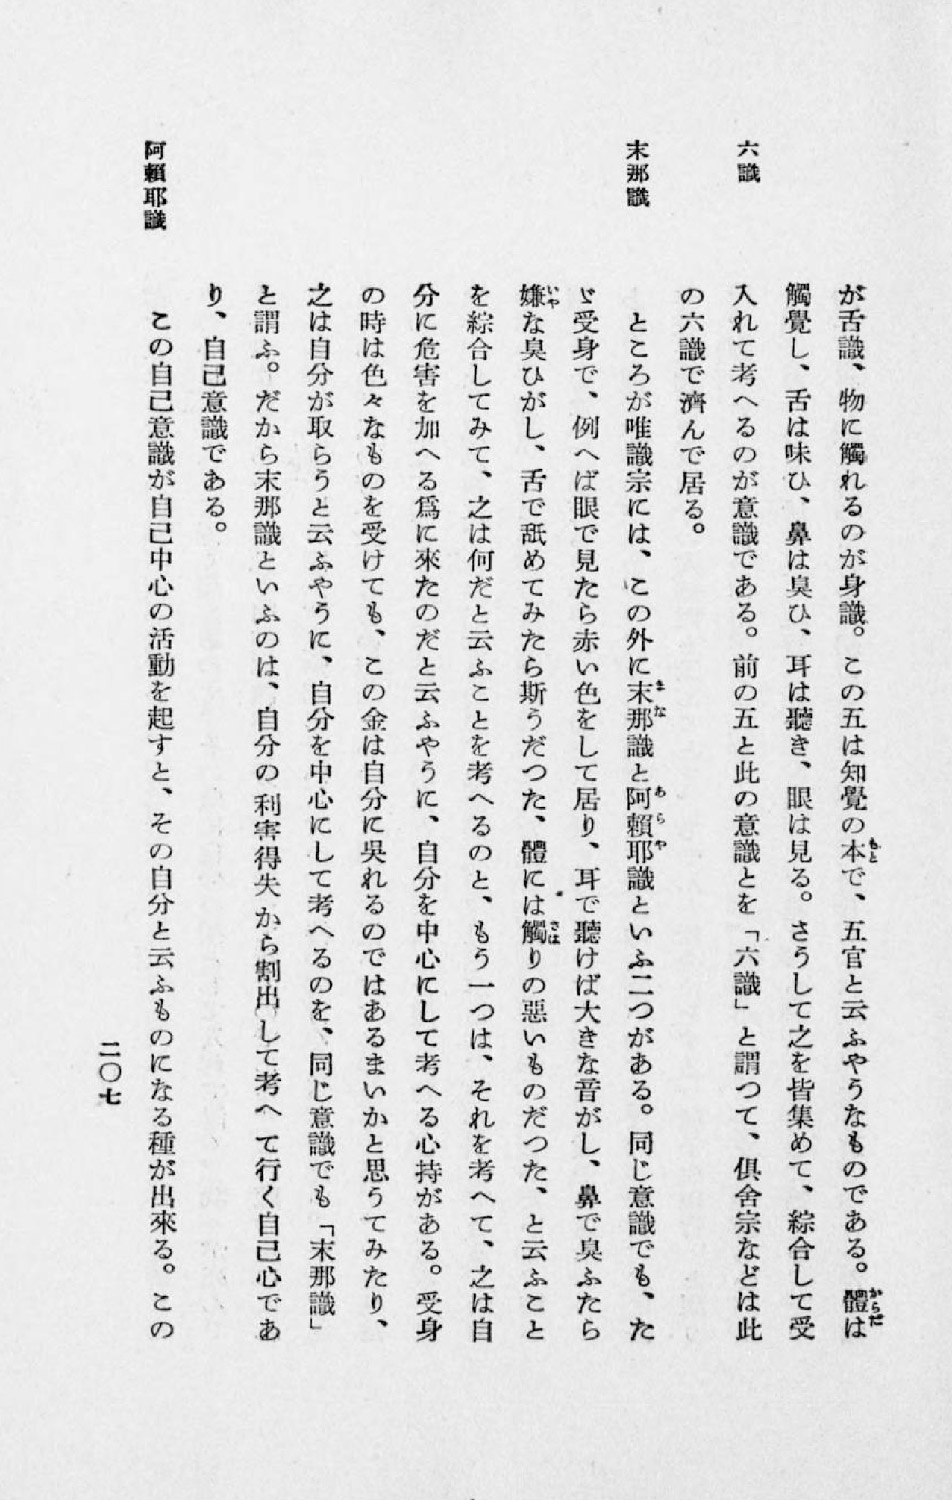 六識
末那識
阿賴耶識
が舌識、物に觸れるのが身識。この五は知覺の本で、五官と云ふやうなものである。體は
觸覺し、舌は味ひ、鼻は臭ひ、耳は聽き、眼は見る。さうして之を皆集めて、綜合して受
入れて考へるのが意識である。前の五と此の意識とを「六識」と謂つて、俱舍宗などは此
の六識で濟んで居る。
ところが唯識宗には、この外に末那識と阿賴耶識といふ二つがある。同じ意識でも、た
ゞ受身で、例へば眼で見たら赤い色をして居り、耳で聽けば大きな音がし、鼻で臭ふたら
嫌な臭ひがし、舌で舐めてみたら斯うだつた、體には觸りの惡いものだつた、と云ふこと
を綜合してみて、之は何だと云ふことを考へるのと、もう一つは、それを考へて、之は自
分に危害を加へる爲に來たのだと云ふやうに、自分を中心にして考へる心持がある。受身
の時は色々なものを受けても、この金は自分に吳れるのではあるまいかと思うてみたり、
之は自分が取らうと云ふやうに、自分を中心にして考へるのを、同じ意識でも「末那識」
と謂ふ。だから末那識といふのは、自分の利害得失から割出して考へて行く自己心であ
り、自己意識である。
この自己意識が自己中心の活動を起すと、その自分と云ふものになる種が出來る。この
二〇七